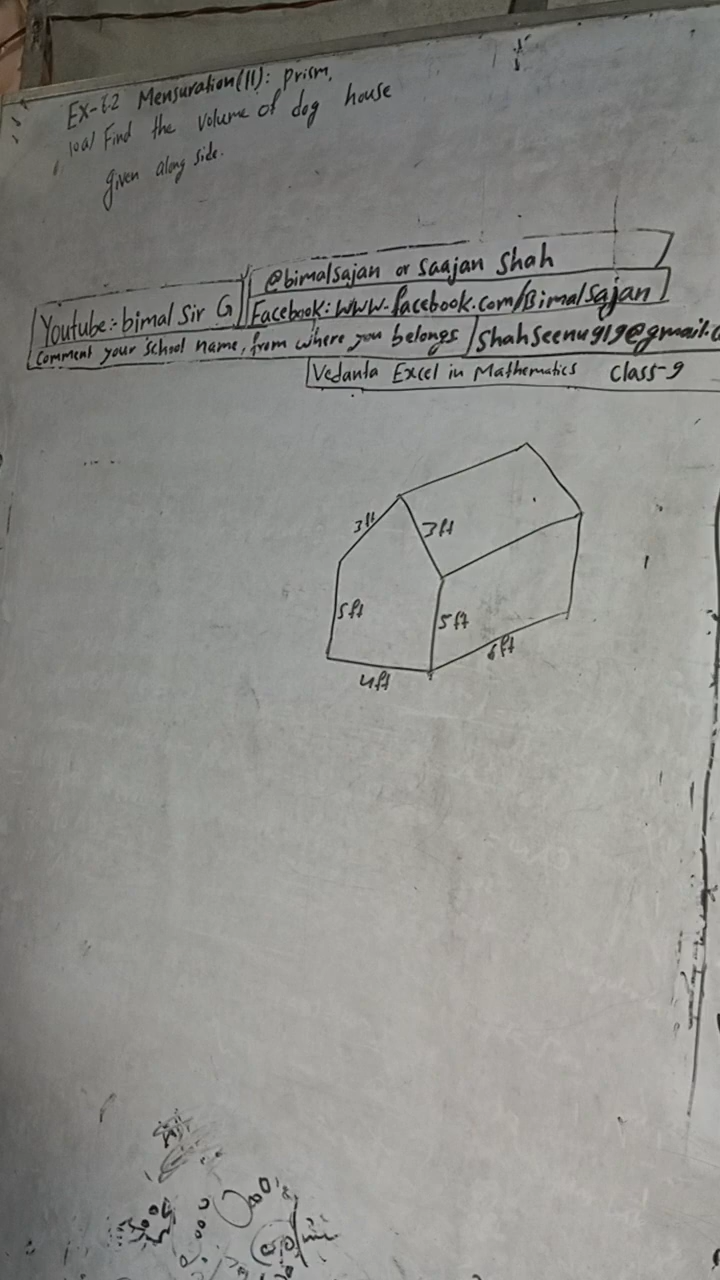 Ex-6.2 Mensuration(II): Prism.
10a) Find the volume of dog house
given along side.
@bimalsajan or Saajan Shah
Youtube:- bimal Sir G
Facebook: WWW.facebook.com/Bimalsajan
Comment your school name, from where you belongs
Shahseenu919@gmail.c
Vedanta Excel in Mathematics Class-9
3ft
3ft
5ft
5ft
6ft
4ft